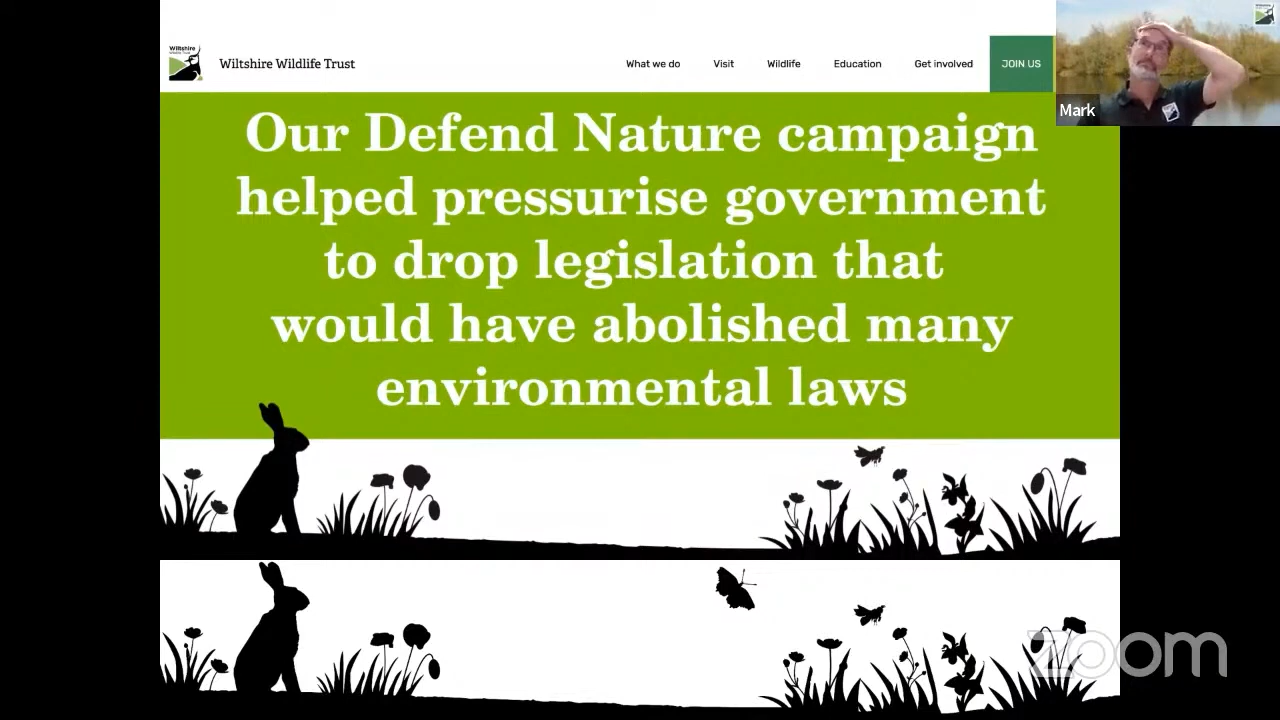 Wiltshire
Wiltshire Wildlife Trust
What we do
Visit
Wildlife
Education
Get involved
JOIN US
Mark
Our Defend Nature campaign
helped pressurise government
to drop legislation that
would have abolished many
environmental laws
zoom